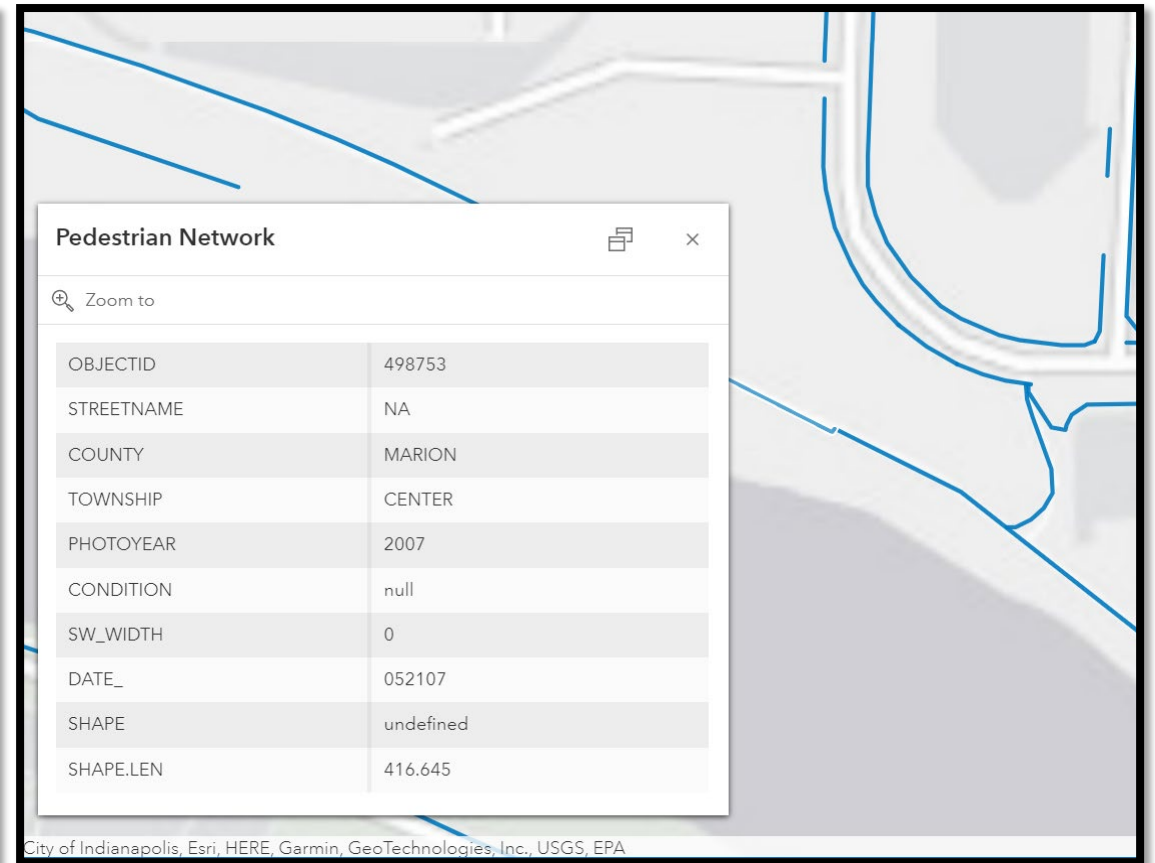 Pedestrian Network
Zoom to
OBJECTID 498753
STREETNAME NA
COUNTY MARION
TOWNSHIP CENTER
PHOTOYEAR 2007
CONDITION null
SW_WIDTH 0
DATE_ 052107
SHAPE undefined
SHAPE.LEN 416.645
City of Indianapolis, Esri, HERE, Garmin, GeoTechnologies, Inc., USGS, EPA